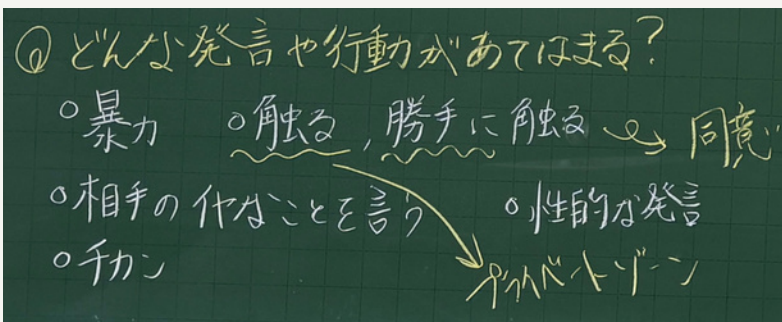 ◎ どんな発言や行動があてはまる?
○暴力 ○触る,勝手に触る → 同意
○相手のイヤなことを言う ○性的な発言
○チカン プライベートゾーン